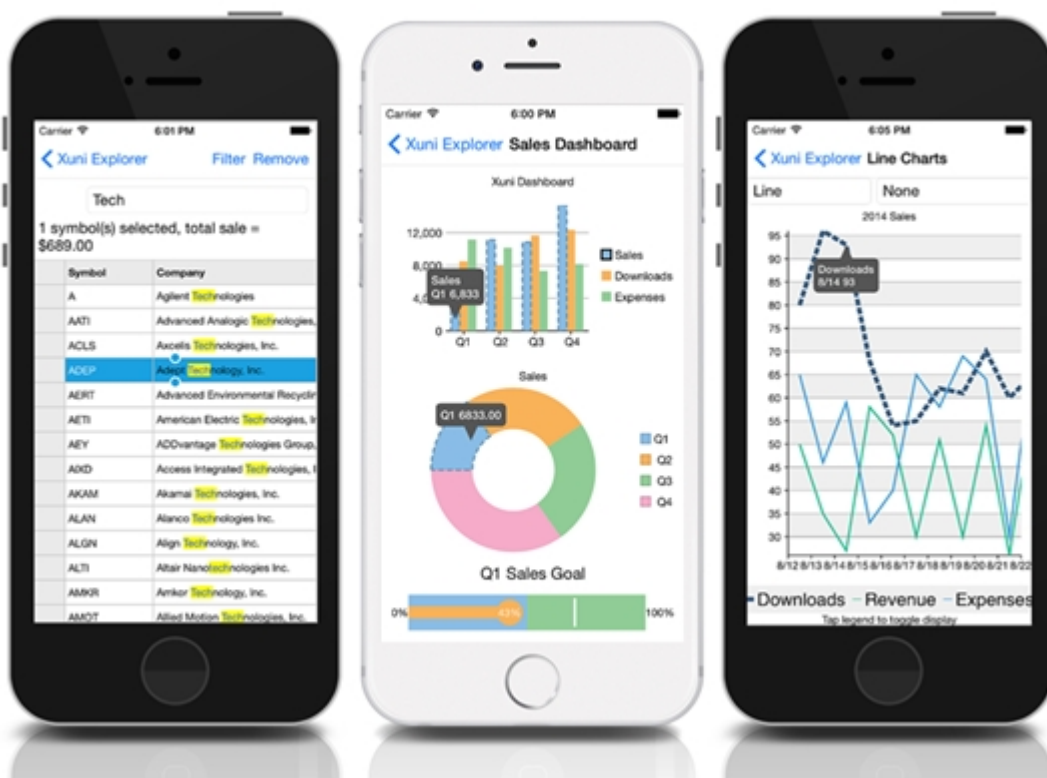 Carrier 6:01 PM
Xuni Explorer Filter Remove
Tech
1 symbol(s) selected, total sale =
$689.00
Symbol Company
A Agilent Technologies
AATI Advanced Analogic Technologies,
ACLS Axcelis Technologies, Inc.
ADEP Adept Technology, Inc.
AERT Advanced Environmental Recyclin
AETI American Electric Technologies, In
AEY ADDvantage Technologies Group,
AIXD Access Integrated Technologies, I
AKAM Akamai Technologies, Inc.
ALAN Alanco Technologies Inc.
ALGN Align Technology, Inc.
ALTI Altair Nanotechnologies Inc.
AMKR Amkor Technology, Inc.
AMOT Allied Motion Technologies, Inc.
Carrier 6:00 PM
Xuni Explorer Sales Dashboard
Xuni Dashboard
12,000
8,000
4,0
0
Sales
Q1 6,833
Q1 Q2 Q3 Q4
Sales
Downloads
Expenses
Sales
Q1 6833.00
Q1
Q2
Q3
Q4
Q1 Sales Goal
0% 43% 100%
Carrier 6:05 PM
Xuni Explorer Line Charts
Line None
2014 Sales
95
90
85
80
75
70
65
60
55
50
45
40
35
30
Downloads
8/14 93
8/12 8/13 8/14 8/15 8/16 8/17 8/18 8/19 8/20 8/21 8/22
Downloads Revenue Expenses
Tap legend to toggle display